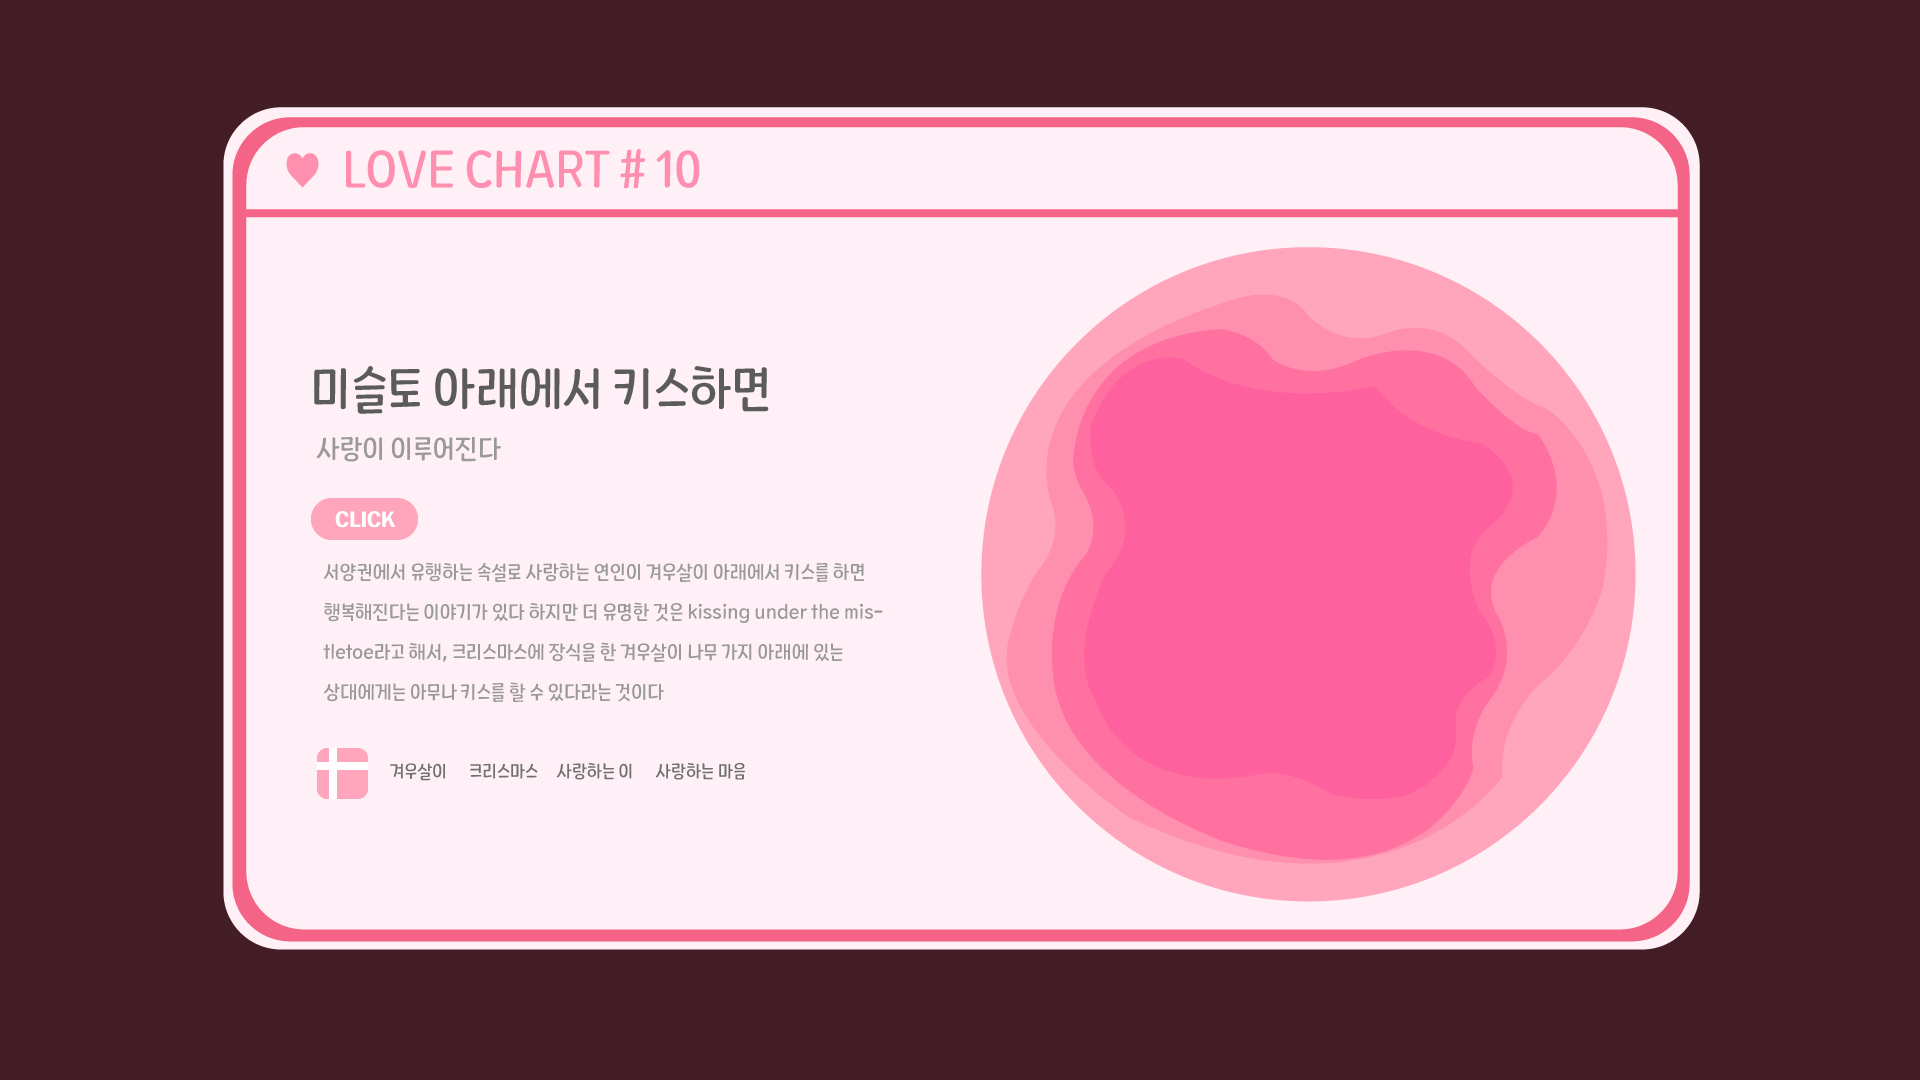 LOVE CHART # 10
미슬토 아래에서 키스하면
사랑이 이루어진다
CLICK
서양권에서 유행하는 속설로 사랑하는 연인이 겨우살이 아래에서 키스를 하면
행복해진다는 이야기가 있다 하지만 더 유명한 것은 kissing under the mis-
tletoe라고 해서, 크리스마스에 장식을 한 겨우살이 나무 가지 아래에 있는
상대에게는 아무나 키스를 할 수 있다라는 것이다
겨우살이 크리스마스 사랑하는 이 사랑하는 마음